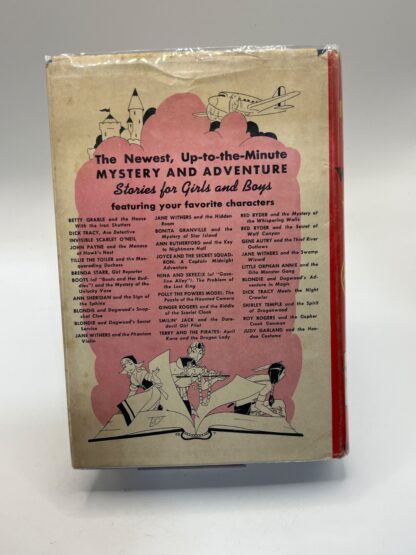 The Newest, Up-to-the-Minute
MYSTERY AND ADVENTURE
Stories for Girls and Boys
featuring your favorite characters
BETTY GRABLE and the House
With the Iron Shutters
DICK TRACY, Ace Detective
INVISIBLE SCARLET O'NEIL
JOHN PAYNE and the Menace
of Hawk's Nest
TILLIE THE TOILER and the Mas-
querading Duchess
BRENDA STARR, Girl Reporter
BOOTS (of "Boots and Her Bud-
dies") and the Mystery of the
Unlucky Vase
ANN SHERIDAN and the Sign of
the Sphinx
BLONDIE and Dagwood's Snap-
shot Clue
BLONDIE and Dagwood's Secret
Service
JANE WITHERS and the Phantom
Violin
JANE WITHERS and the Hidden
Room
BONITA GRANVILLE and the
Mystery of Star Island
ANN RUTHERFORD and the Key
to Nightmare Hall
JOYCE AND THE SECRET SQUAD-
RON: A Captain Midnight
Adventure
NINA AND SKEEZIX (of "Gaso-
line Alley"): The Problem of
the Lost Ring
POLLY THE POWERS MODEL: The
Puzzle of the Haunted Camera
GINGER ROGERS and the Riddle
of the Scarlet Cloak
SMILIN' JACK and the Dare-
devil Girl Pilot
TERRY AND THE PIRATES: April
Kane and the Dragon Lady
RED RYDER and the Mystery of
the Whispering Walls
RED RYDER and the Secret of
Wolf Canyon
GENE AUTRY and the Thief River
Outlaws
JANE WITHERS and the Swamp
Wizard
LITTLE ORPHAN ANNIE and the
Gila Monster Gang
BLONDIE and Dagwood's Ad-
venture in Magic
DICK TRACY Meets the Night
Crawler
SHIRLEY TEMPLE and the Spirit
of Dragonwood
ROY ROGERS and the Gopher
Creek Gunman
JUDY GARLAND and the Hoo-
doo Costume